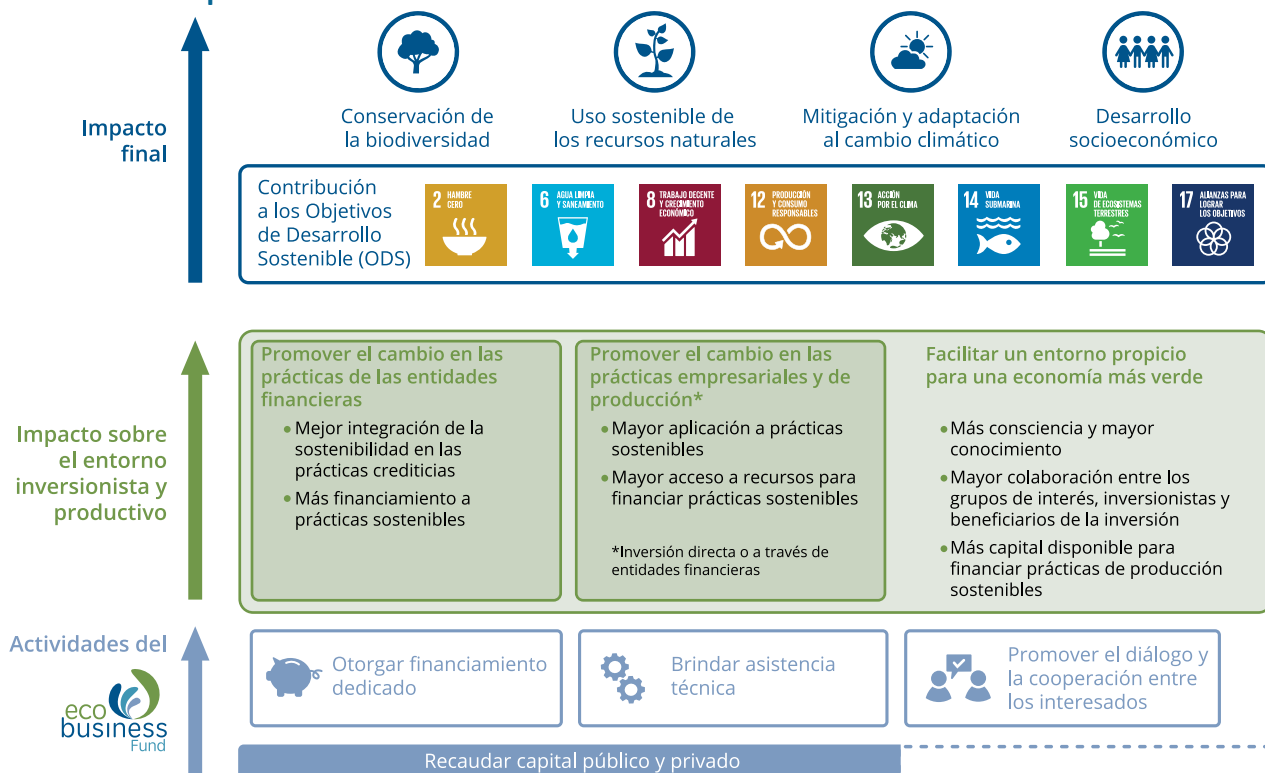 Impacto
final
Conservación de
la biodiversidad
Uso sostenible de
los recursos naturales
Mitigación y adaptación
al cambio climático
Desarrollo
socioeconómico
Contribución
a los Objetivos
de Desarrollo
Sostenible (ODS)
2 HAMBRE
CERO
6 AGUA LIMPIA
Y SANEAMIENTO
8 TRABAJO DECENTE
Y CRECIMIENTO
ECONÓMICO
12 PRODUCCIÓN
Y CONSUMO
RESPONSABLES
13 ACCIÓN
POR EL CLIMA
14 VIDA
SUBMARINA
15 VIDA
DE ECOSISTEMAS
TERRESTRES
17 ALIANZAS PARA
LOGRAR
LOS OBJETIVOS
Impacto sobre
el entorno
inversionista y
productivo
Promover el cambio en las
prácticas de las entidades
financieras
• Mejor integración de la
sostenibilidad en las
prácticas crediticias
• Más financiamiento a
prácticas sostenibles
Promover el cambio en las
prácticas empresariales y de
producción*
• Mayor aplicación a prácticas
sostenibles
• Mayor acceso a recursos para
financiar prácticas sostenibles
*Inversión directa o a través de
entidades financieras
Facilitar un entorno propicio
para una economía más verde
• Más consciencia y mayor
conocimiento
• Mayor colaboración entre los
grupos de interés, inversionistas y
beneficiarios de la inversión
• Más capital disponible para
financiar prácticas de producción
sostenibles
Actividades del
eco
business
Fund
Otorgar financiamiento
dedicado
Brindar asistencia
técnica
Promover el diálogo y
la cooperación entre
los interesados
Recaudar capital público y privado